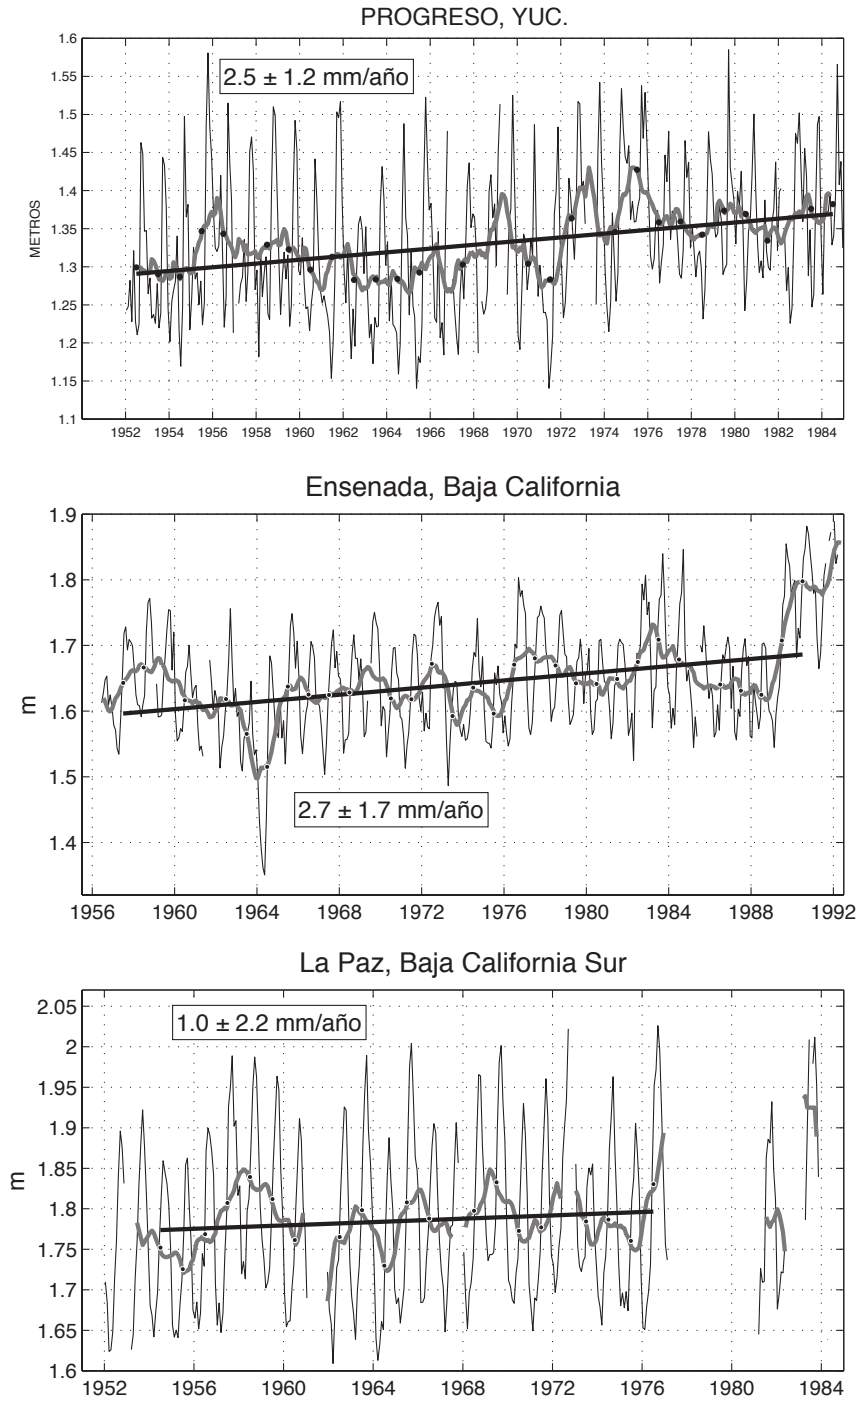 PROGRESO, YUC.
1.6
1.55
1.5
1.45
1.4
1.35
1.3
1.25
1.2
1.15
1.1
METROS
2.5 ± 1.2 mm/año
1952 1954 1956 1958 1960 1962 1964 1966 1968 1970 1972 1974 1976 1978 1980 1982 1984
Ensenada, Baja California
1.9
1.8
1.7
1.6
1.5
1.4
m
2.7 ± 1.7 mm/año
1956 1960 1964 1968 1972 1976 1980 1984 1988 1992
La Paz, Baja California Sur
2.05
2
1.95
1.9
1.85
1.8
1.75
1.7
1.65
1.6
m
1.0 ± 2.2 mm/año
1952 1956 1960 1964 1968 1972 1976 1980 1984